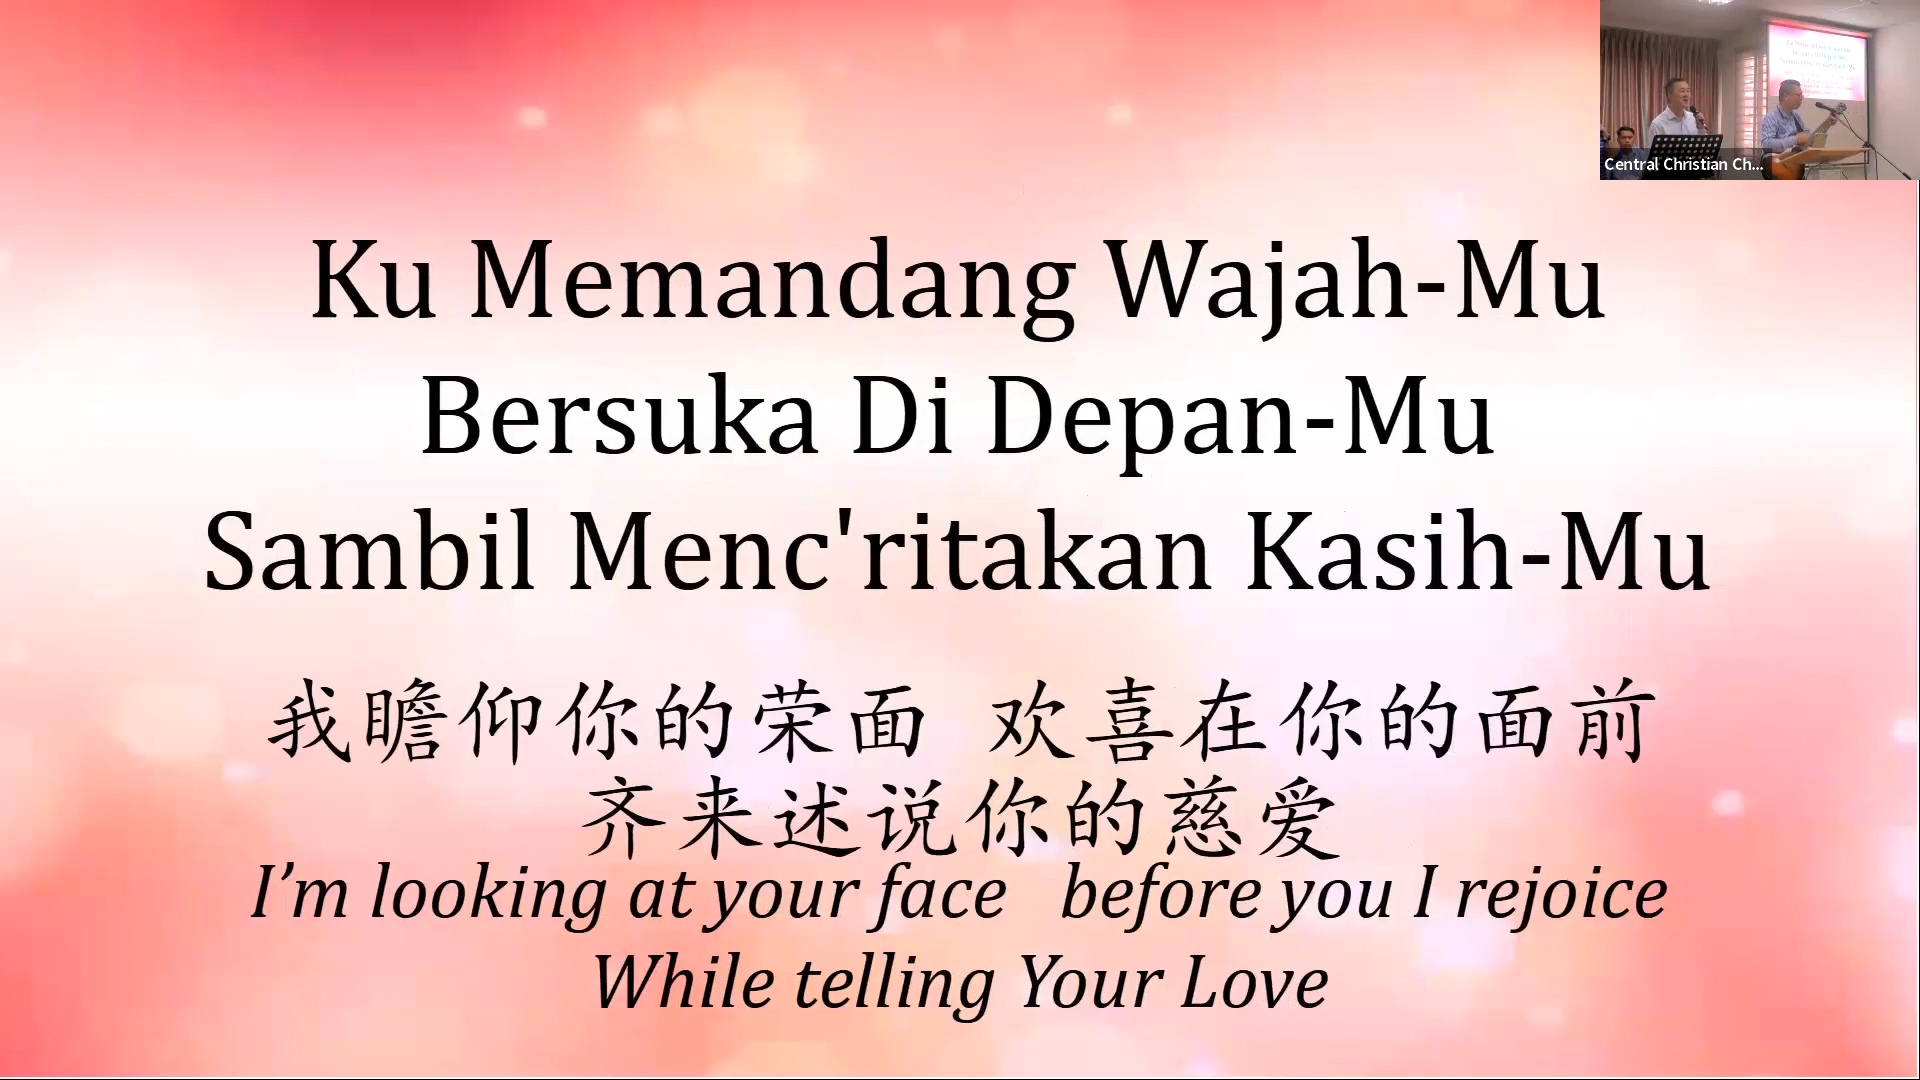 Ku Memandang Wajah-Mu
Bersuka Di Depan-Mu
Sambil Menc'ritakan Kasih-Mu
我瞻仰你的荣面 欢喜在你的面前
齐来述说你的慈爱
I’m looking at your face before you I rejoice
While telling Your Love
Central Christian Ch...